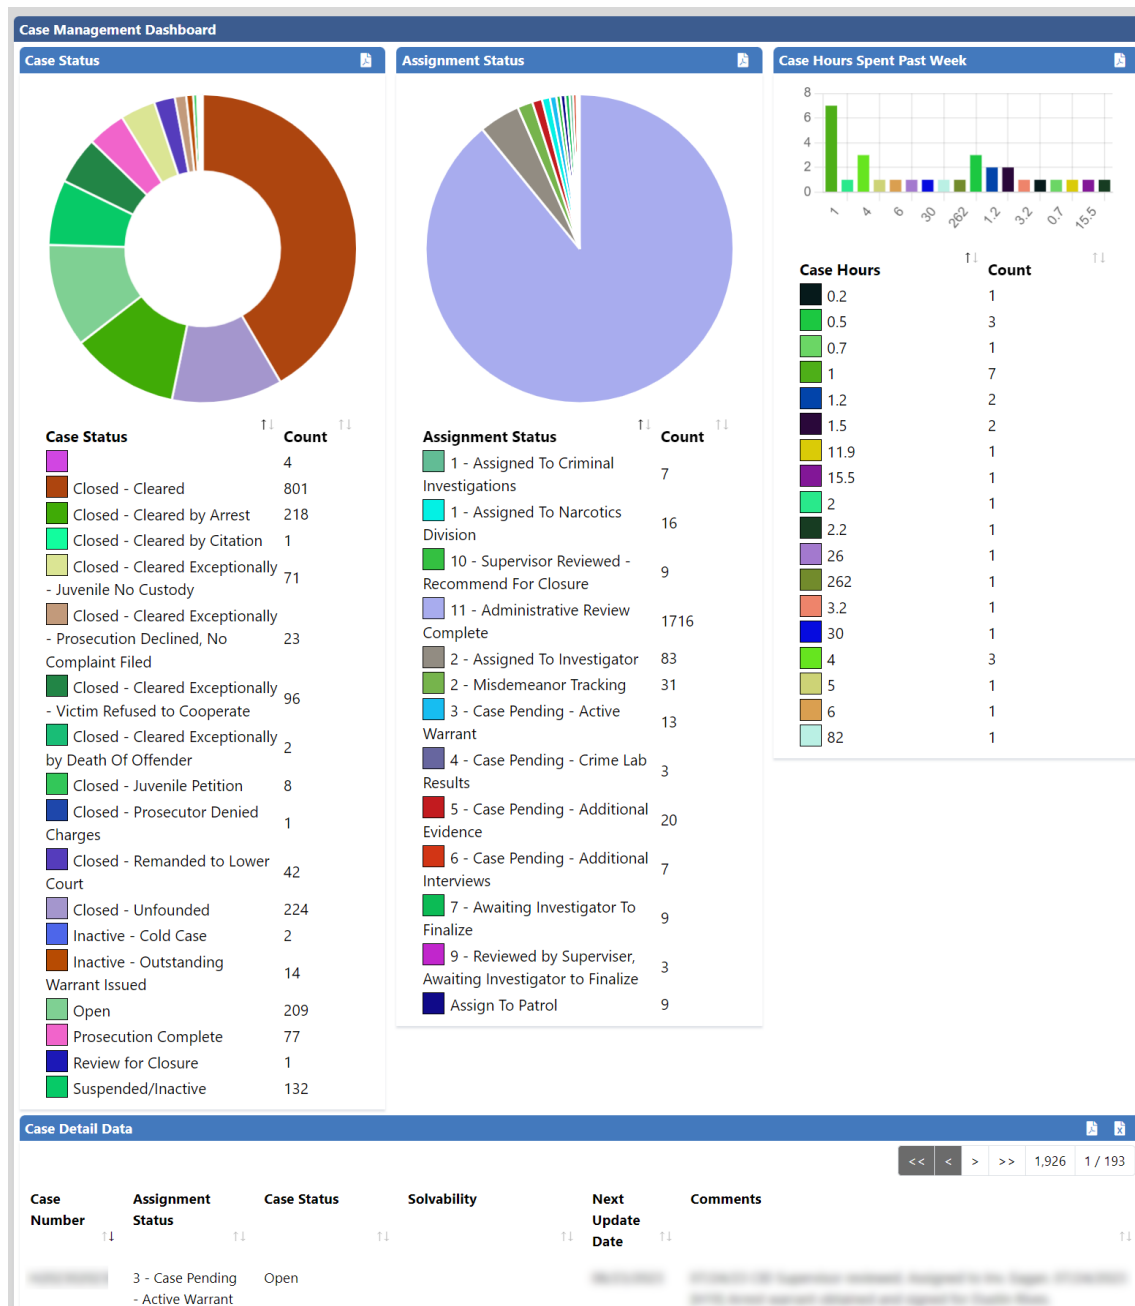 Case Management Dashboard
Case Status
Assignment Status
Case Hours Spent Past Week
8
6
4
2
0
1
1
4
6
30
262
1.2
3.2
0.7
15.5
Case Status Count
4
Closed - Cleared 801
Closed - Cleared by Arrest 218
Closed - Cleared by Citation 1
Closed - Cleared Exceptionally
- Juvenile No Custody 71
Closed - Cleared Exceptionally
- Prosecution Declined, No 23
Complaint Filed
Closed - Cleared Exceptionally
- Victim Refused to Cooperate 96
Closed - Cleared Exceptionally
by Death Of Offender 2
Closed - Juvenile Petition 8
Closed - Prosecutor Denied
Charges 1
Closed - Remanded to Lower
Court 42
Closed - Unfounded 224
Inactive - Cold Case 2
Inactive - Outstanding
Warrant Issued 14
Open 209
Prosecution Complete 77
Review for Closure 1
Suspended/Inactive 132
Assignment Status Count
1 - Assigned To Criminal
Investigations 7
1 - Assigned To Narcotics
Division 16
10 - Supervisor Reviewed -
Recommend For Closure 9
11 - Administrative Review
Complete 1716
2 - Assigned To Investigator 83
2 - Misdemeanor Tracking 31
3 - Case Pending - Active
Warrant 13
4 - Case Pending - Crime Lab
Results 3
5 - Case Pending - Additional
Evidence 20
6 - Case Pending - Additional
Interviews 7
7 - Awaiting Investigator To
Finalize 9
9 - Reviewed by Superviser,
Awaiting Investigator to Finalize 3
Assign To Patrol 9
Case Hours Count
0.2 1
0.5 3
0.7 1
1 7
1.2 2
1.5 2
11.9 1
15.5 1
2 1
2.2 1
26 1
262 1
3.2 1
30 1
4 3
5 1
6 1
82 1
Case Detail Data
<< < > >> 1,926 1 / 193
Case Number
Assignment Status
Case Status
Solvability
Next Update Date
Comments
3 - Case Pending
- Active Warrant
Open